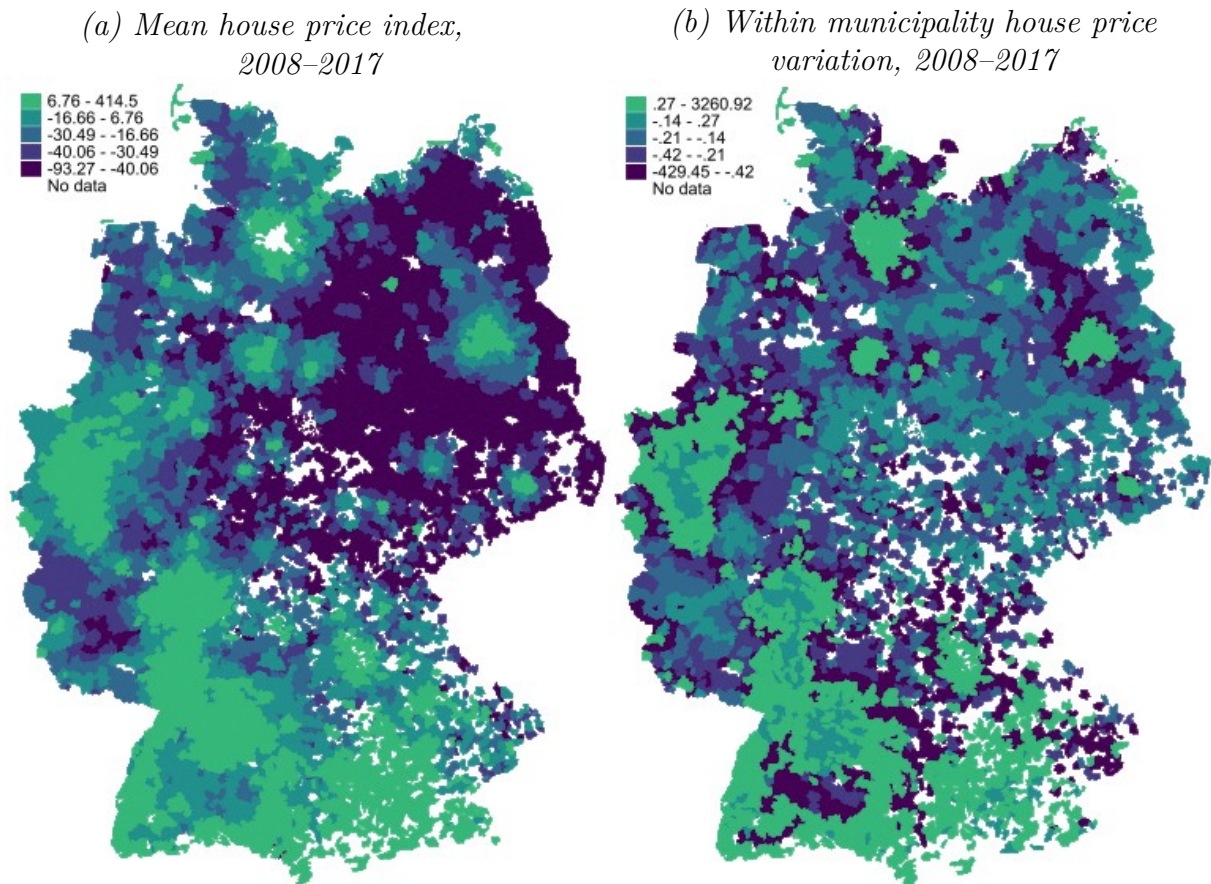 (a) Mean house price index,
2008–2017
6.76 - 414.5
-16.66 - 6.76
-30.49 - -16.66
-40.06 - -30.49
-93.27 - -40.06
No data
(b) Within municipality house price
variation, 2008–2017
.27 - 3260.92
-.14 - .27
-.21 - -.14
-.42 - -.21
-429.45 - -.42
No data